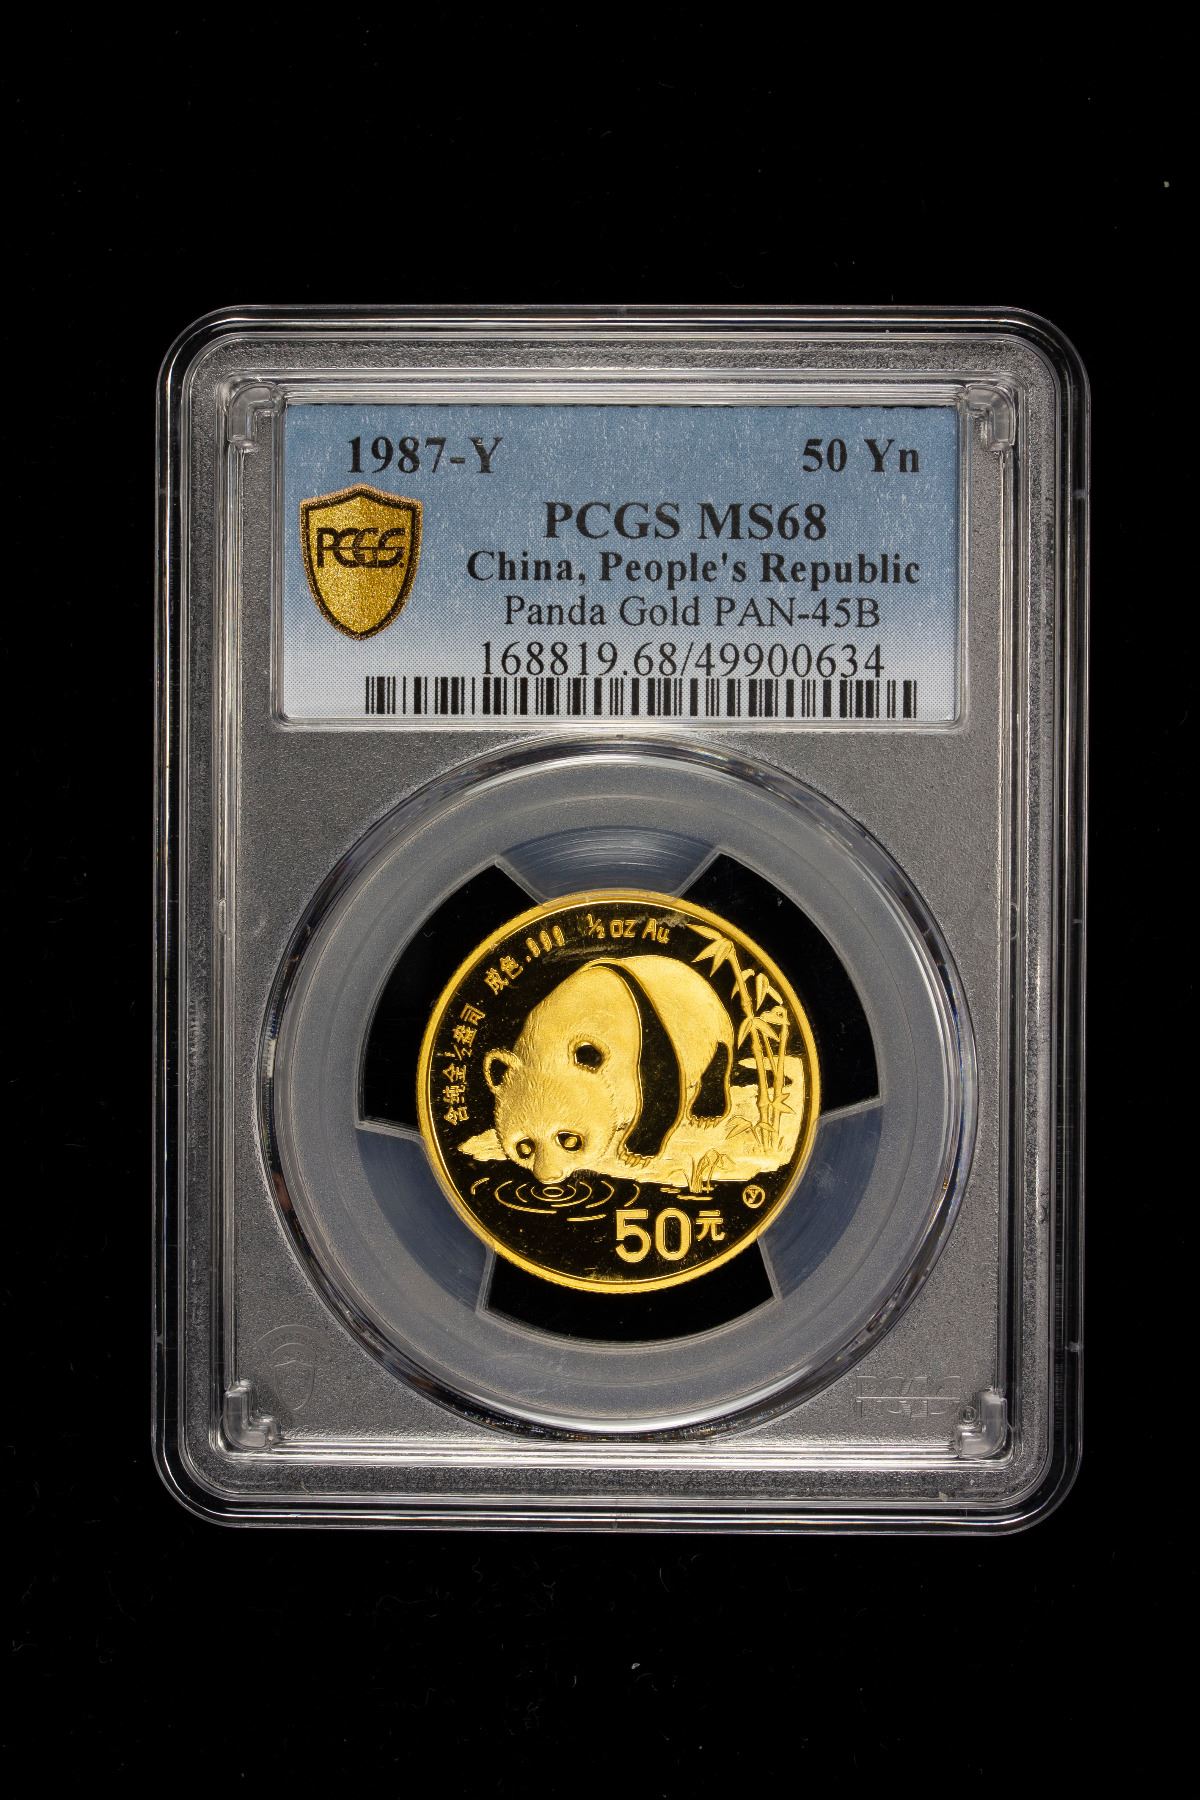 1987-Y 50 Yn
PCGS MS68
PCGS
China, People's Republic
Panda Gold PAN-45B
168819.68/49900634
含纯金½盎司 成色.999 ½ oz Au
y
50元
PCGS